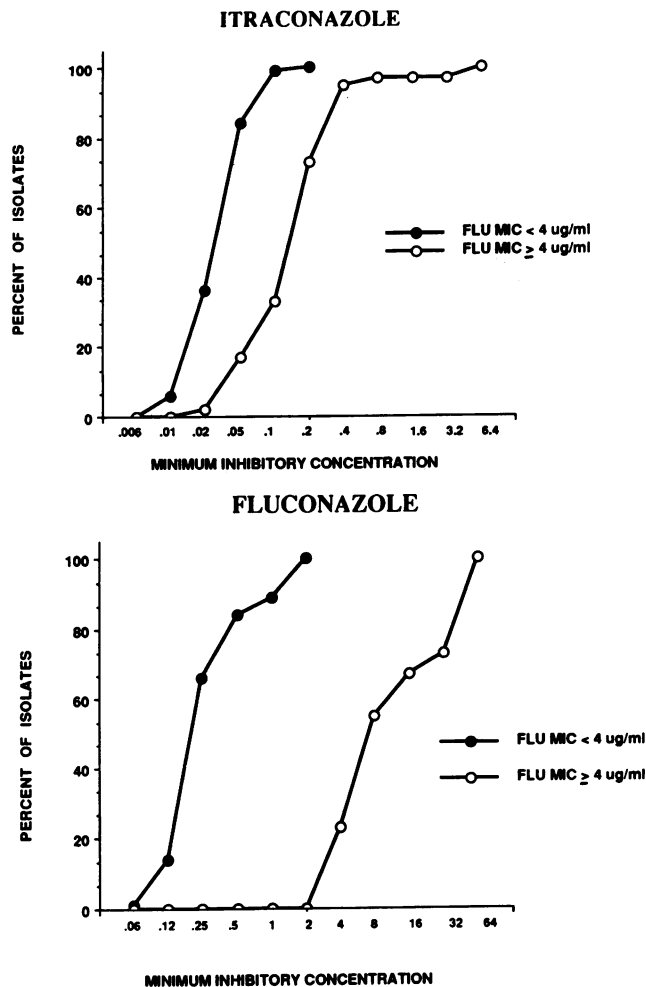 ITRACONAZOLE
PERCENT OF ISOLATES
100
80
60
40
20
0
FLU MIC < 4 ug/ml
FLU MIC ≥ 4 ug/ml
.006 .01 .02 .05 .1 .2 .4 .8 1.6 3.2 6.4
MINIMUM INHIBITORY CONCENTRATION
FLUCONAZOLE
PERCENT OF ISOLATES
100
80
60
40
20
0
FLU MIC < 4 ug/ml
FLU MIC ≥ 4 ug/ml
.06 .12 .25 .5 1 2 4 8 16 32 64
MINIMUM INHIBITORY CONCENTRATION